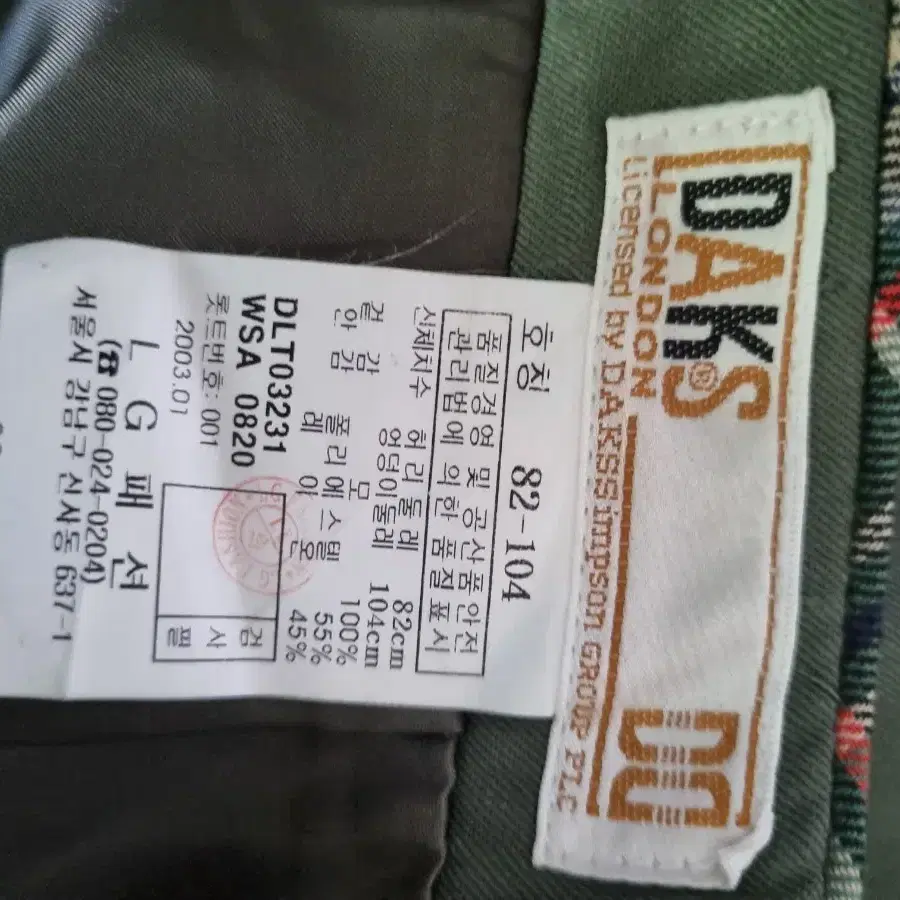 DAKS®
LONDON
DD
Licensed by DAKS Simpson GROUP PLC
호칭 82-104
품질경영 및 공산품안전
관리법에 의한 품질표시
신체치수 허리둘레 82cm
엉덩이둘레 104cm
겉감 모 100%
안감 폴리에스텔 55%
레이온 45%
DLT03231
WSA 0820
롯트번호: 001
2003.01
검
사
필
LG패션
(☎ 080-024-0204)
서울시 강남구 신사동 637-1